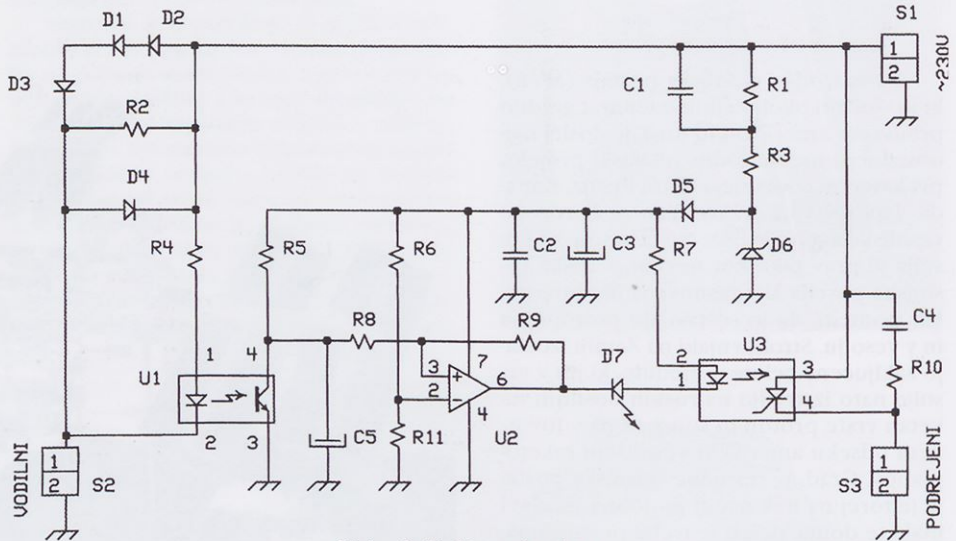 D1 D2
S1
1
2
~230V
D3
C1
R1
R2
R3
D4
D5
R4
R5
R6
C2
C3
R7
D6
C4
R8
R9
D7
U3
2
1
3
4
R10
1
4
U1
2
3
C5
3
2
+
-
7
6
4
R11
U2
VODILNI
1
2
S2
1
2
S3
PODREJENI